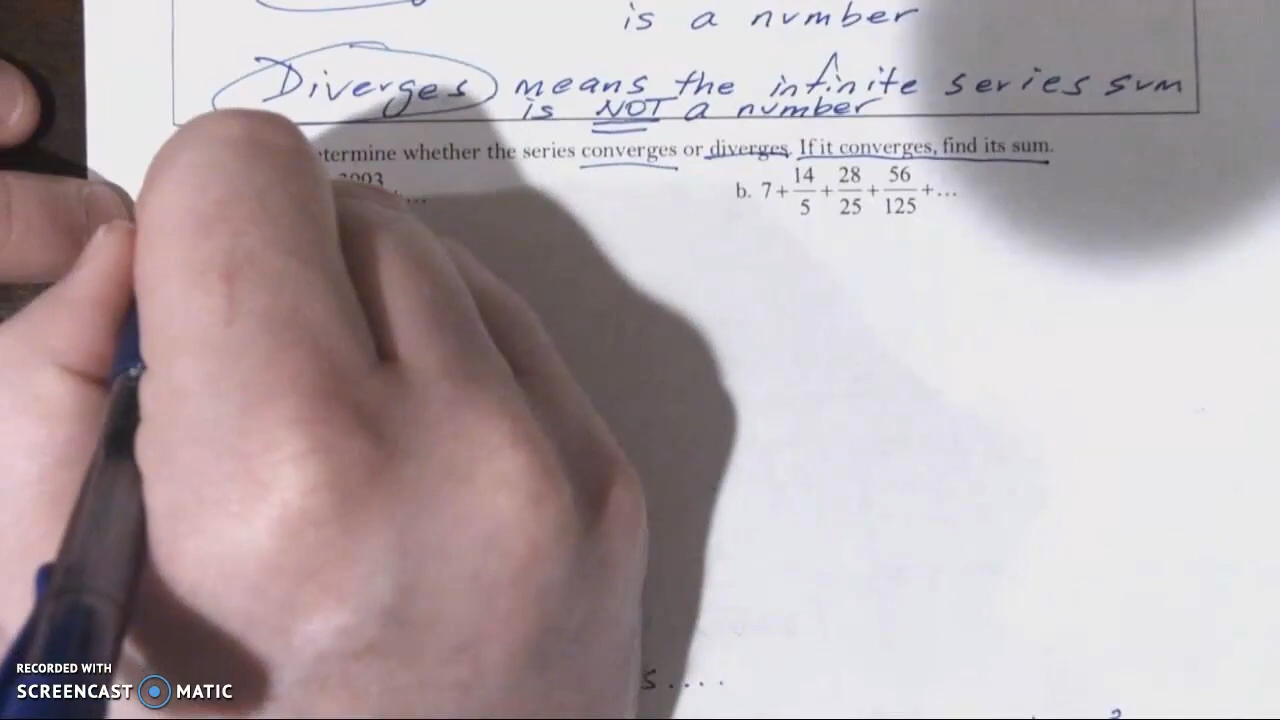 is a number
Diverges means the infinite series sum
is NOT a number
termine whether the series converges or diverges. If it converges, find its sum.
b. 7 + 14/5 + 28/25 + 56/125 + ...
s....
RECORDED WITH
SCREENCAST MATIC